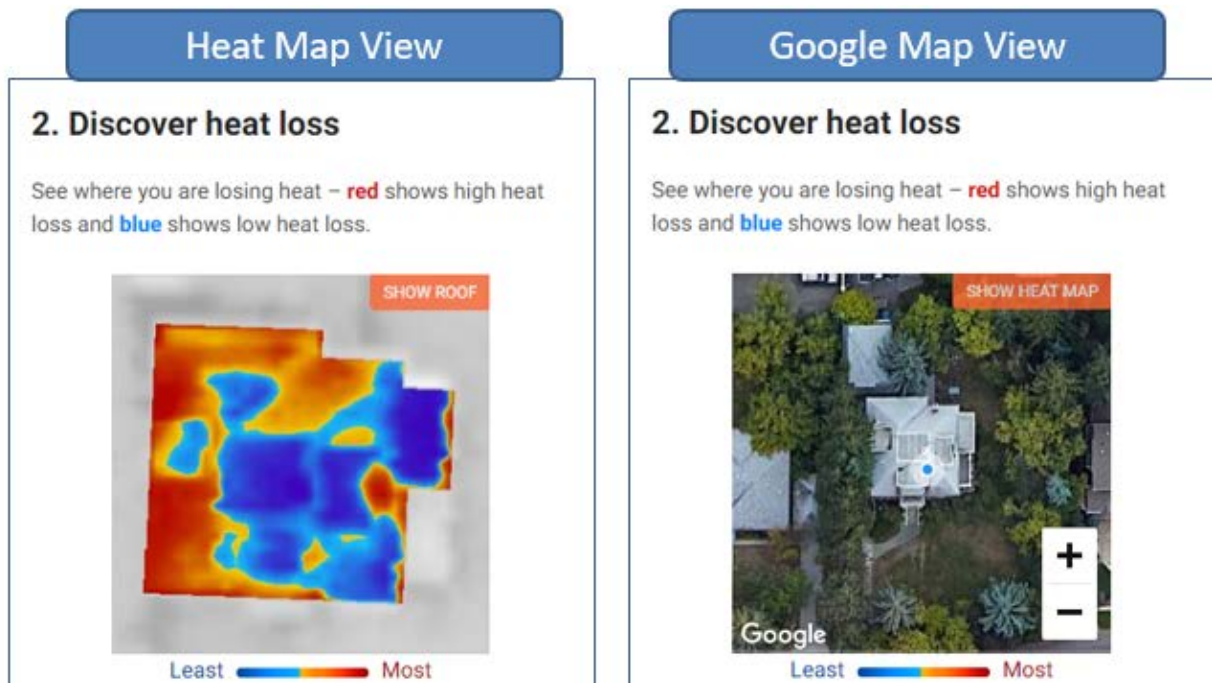 Heat Map View
2. Discover heat loss
See where you are losing heat – red shows high heat
loss and blue shows low heat loss.
SHOW ROOF
Least Most
Google Map View
2. Discover heat loss
See where you are losing heat – red shows high heat
loss and blue shows low heat loss.
SHOW HEAT MAP
+
−
Google
Least Most